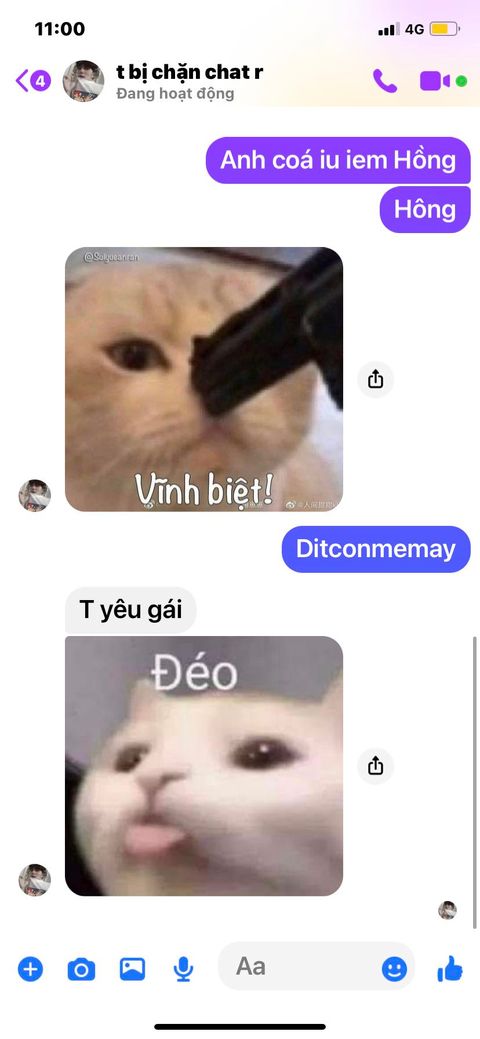 11:00
4G
4
t bị chặn chat r
Đang hoạt động
Anh coá iu iem Hồng
Hông
@Suiyueanran
Vĩnh biệt!
Ditconmemay
T yêu gái
Đéo
Aa